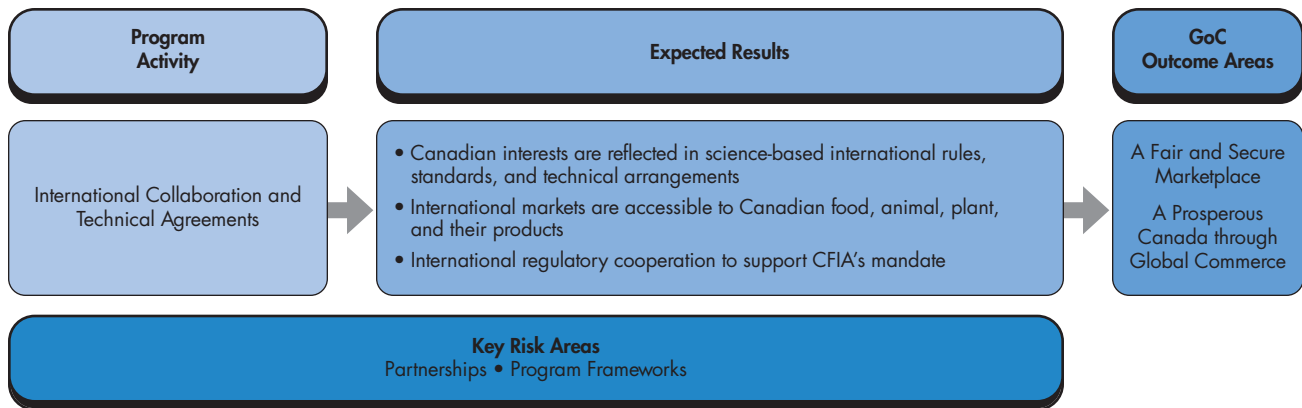 Program
Activity
Expected Results
GoC
Outcome Areas
International Collaboration and
Technical Agreements
• Canadian interests are reflected in science-based international rules,
standards, and technical arrangements
• International markets are accessible to Canadian food, animal, plant,
and their products
• International regulatory cooperation to support CFIA's mandate
A Fair and Secure
Marketplace
A Prosperous
Canada through
Global Commerce
Key Risk Areas
Partnerships • Program Frameworks